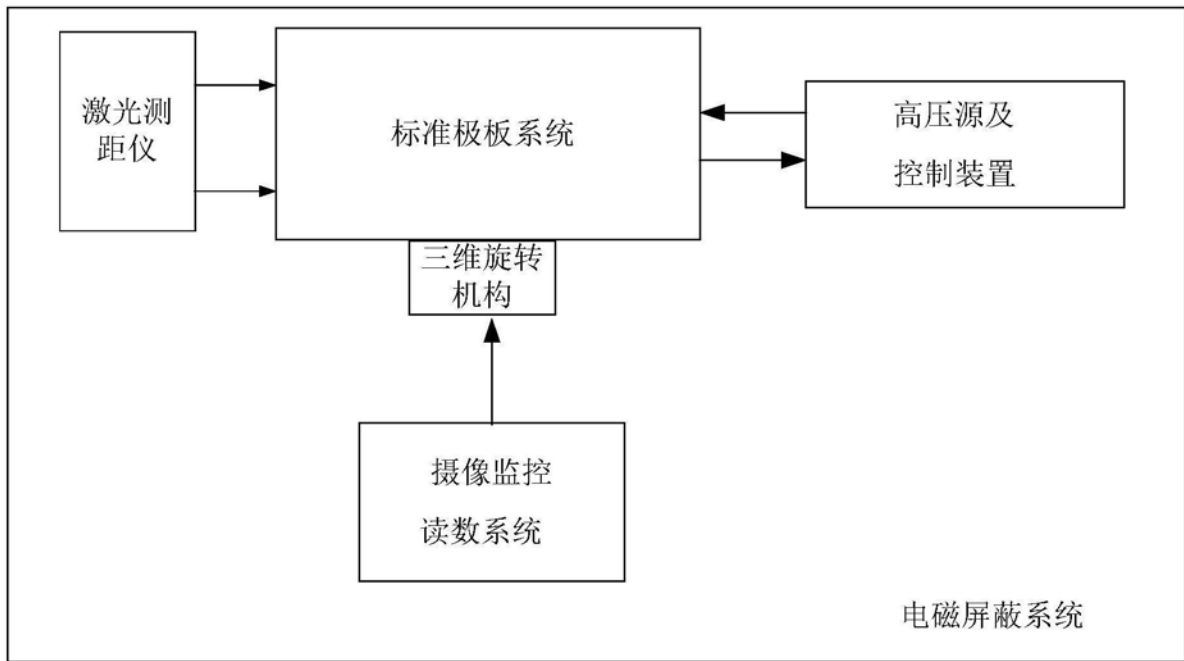 激光测
距仪
标准极板系统
高压源及
控制装置
三维旋转
机构
摄像监控
读数系统
电磁屏蔽系统